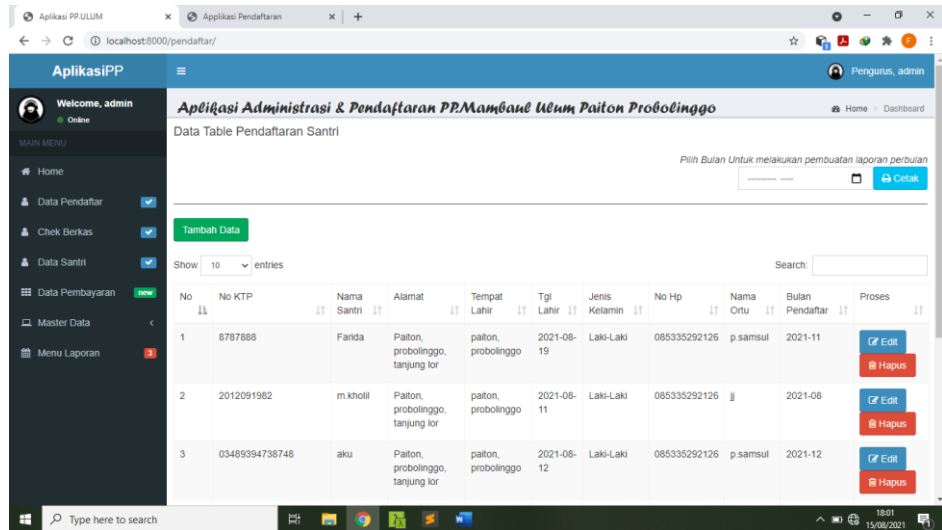 Aplikasi PP.ULUM
Applikasi Pendaftaran
localhost:8000/pendaftar/
F
AplikasiPP
Pengurus, admin
Welcome, admin
Online
Aplikasi Administrasi & Pendaftaran PP.Mambaul Ulum Paiton Probolinggo
Home > Dashboard
MAIN MENU
Home
Data Pendaftar
Chek Berkas
Data Santri
Data Pembayaran new
Master Data
Menu Laporan 3
Data Table Pendaftaran Santri
Pilih Bulan Untuk melakukan pembuatan laporan perbulan
---------- ----
Cetak
Tambah Data
Show 10 entries
Search:
No No KTP Nama Santri Alamat Tempat Lahir Tgl Lahir Jenis Kelamin No Hp Nama Ortu Bulan Pendaftar Proses
1 8787888 Farida Paiton, probolinggo, tanjung lor paiton, probolinggo 2021-08-19 Laki-Laki 085335292126 p.samsul 2021-11 Edit Hapus
2 2012091982 m.kholil Paiton, probolinggo, tanjung lor paiton, probolinggo 2021-08-11 Laki-Laki 085335292126 jj 2021-08 Edit Hapus
3 03489394738748 aku Paiton, probolinggo, tanjung lor paiton, probolinggo 2021-08-12 Laki-Laki 085335292126 p.samsul 2021-12 Edit Hapus
Type here to search
18:01
15/08/2021